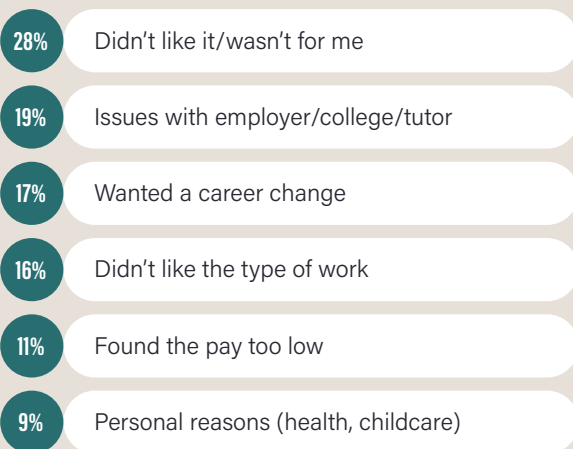 28% Didn’t like it/wasn’t for me
19% Issues with employer/college/tutor
17% Wanted a career change
16% Didn’t like the type of work
11% Found the pay too low
9% Personal reasons (health, childcare)